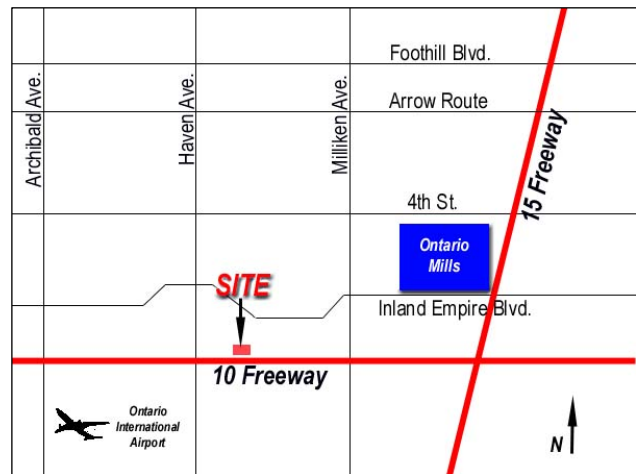 Foothill Blvd.
Archibald Ave.
Haven Ave.
Milliken Ave.
Arrow Route
15 Freeway
4th St.
Ontario
Mills
SITE
Inland Empire Blvd.
10 Freeway
Ontario
International
Airport
N